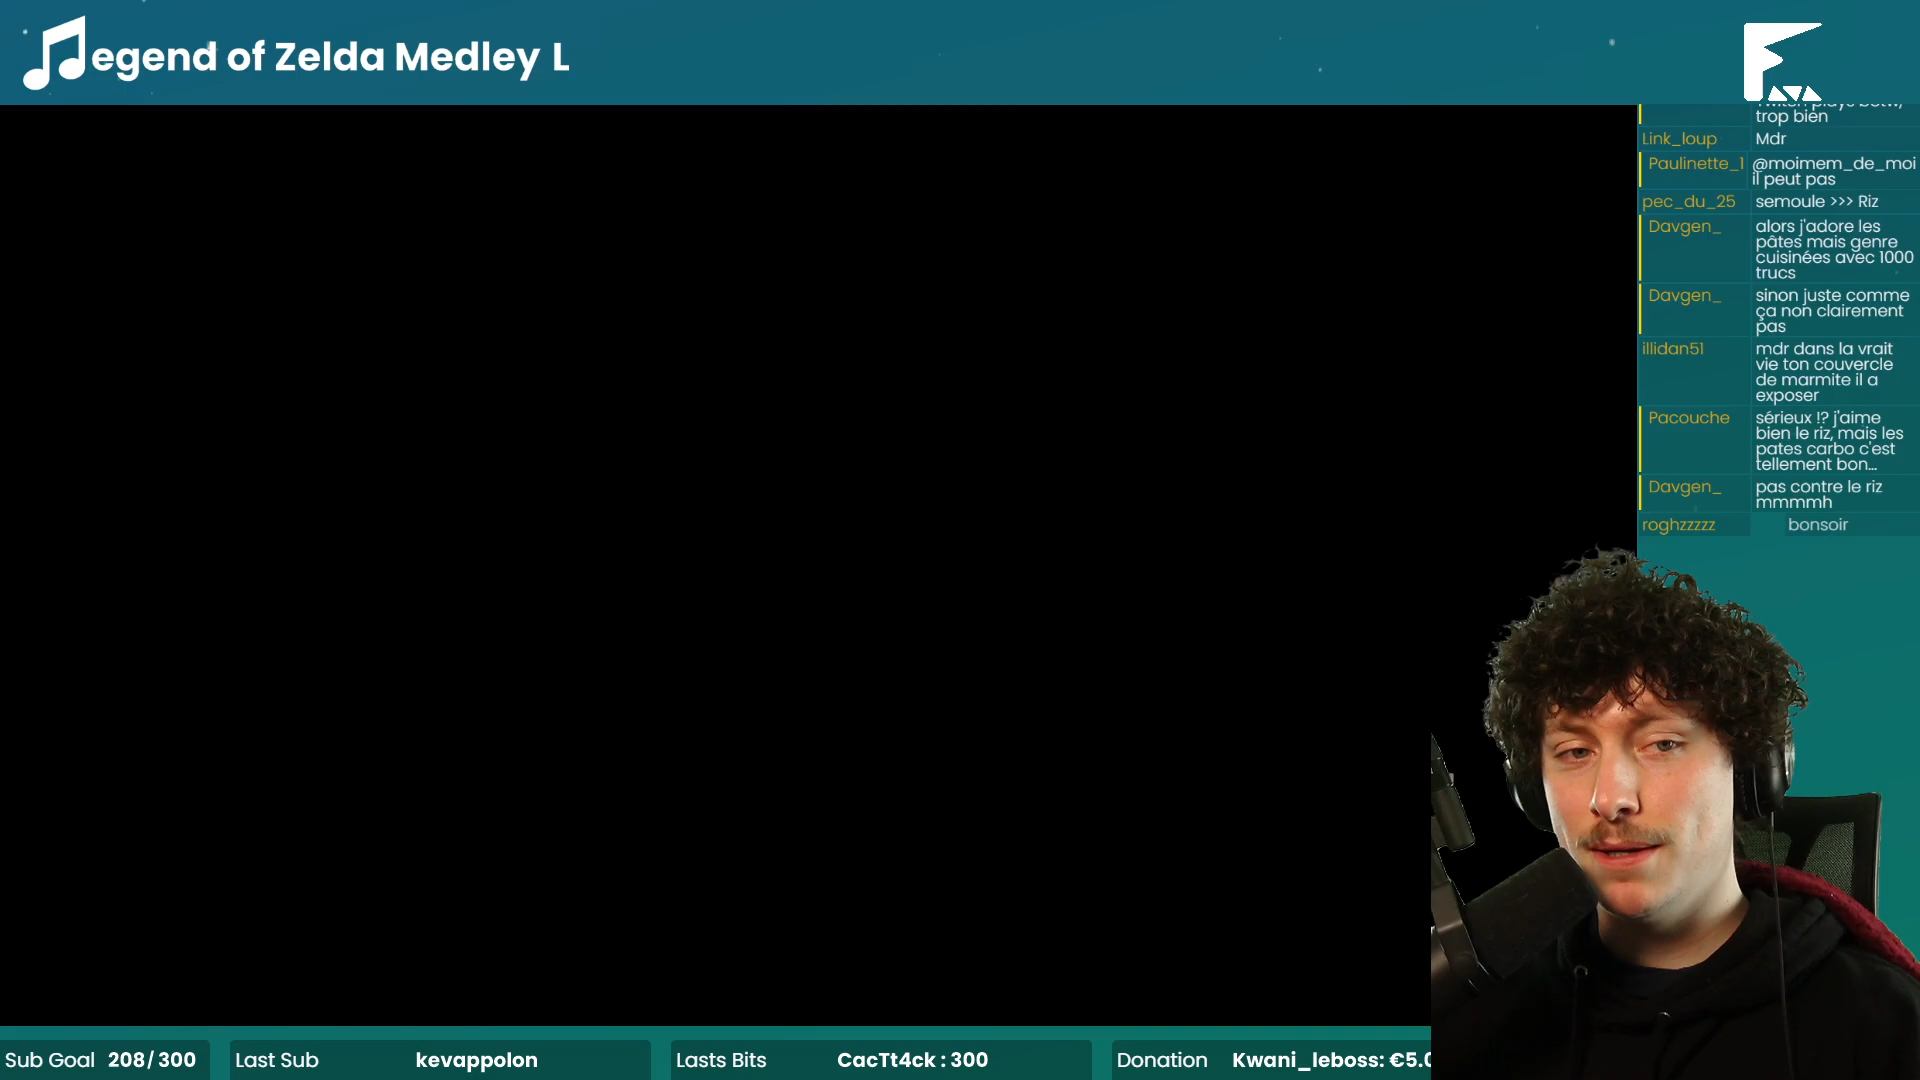 egend of Zelda Medley L
Twitch plays botw,
trop bien
Link_loup Mdr
Paulinette_1 @moimem_de_moi
il peut pas
pec_du_25 semoule >>> Riz
Davgen_ alors j'adore les
pâtes mais genre
cuisinées avec 1000
trucs
Davgen_ sinon juste comme
ça non clairement
pas
illidan51 mdr dans la vrait
vie ton couvercle
de marmite il a
exposer
Pacouche sérieux !? j'aime
bien le riz, mais les
pates carbo c'est
tellement bon...
Davgen_ pas contre le riz
mmmmh
roghzzzzz bonsoir
Sub Goal 208/300 Last Sub kevappolon Lasts Bits CacTt4ck : 300 Donation Kwani_leboss: €5.0